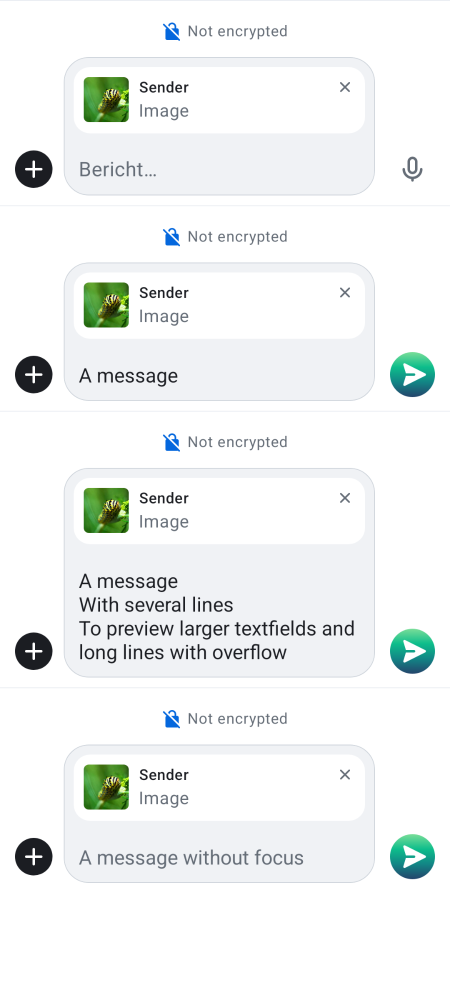 Not encrypted
Sender
Image
Bericht…
Not encrypted
Sender
Image
A message
Not encrypted
Sender
Image
A message
With several lines
To preview larger textfields and
long lines with overflow
Not encrypted
Sender
Image
A message without focus